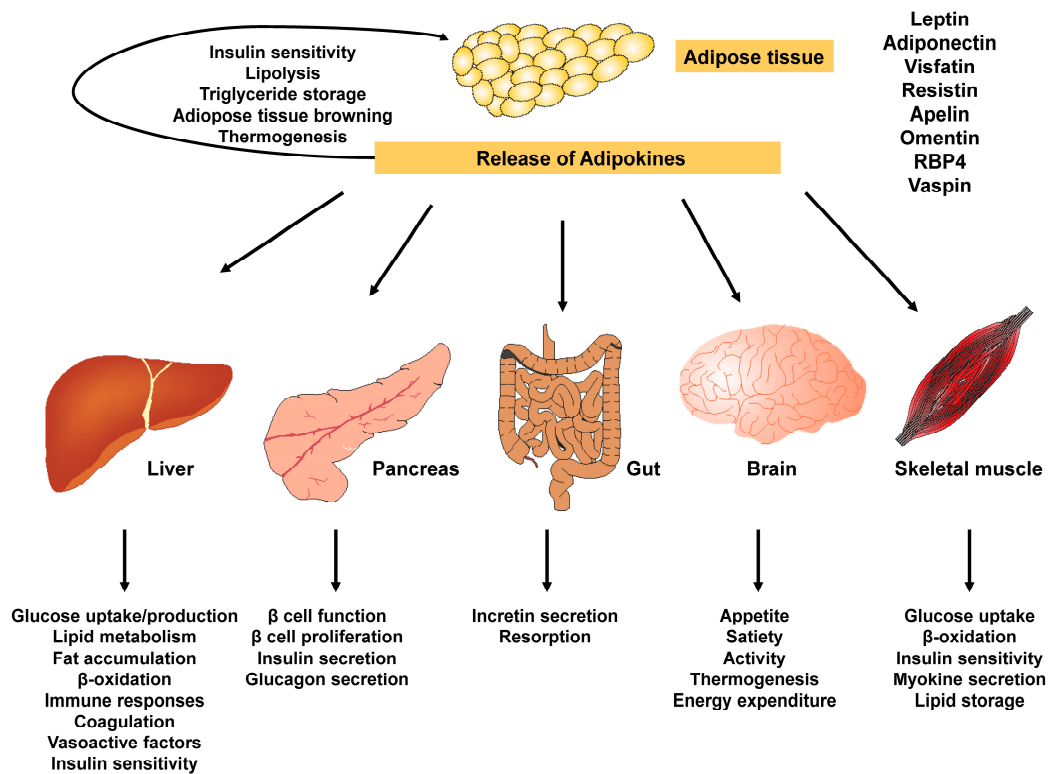 Insulin sensitivity
Lipolysis
Triglyceride storage
Adiopose tissue browning
Thermogenesis
Adipose tissue
Leptin
Adiponectin
Visfatin
Resistin
Apelin
Omentin
RBP4
Vaspin
Release of Adipokines
Liver
Pancreas
Gut
Brain
Skeletal muscle
Glucose uptake/production
Lipid metabolism
Fat accumulation
β-oxidation
Immune responses
Coagulation
Vasoactive factors
Insulin sensitivity
β cell function
β cell proliferation
Insulin secretion
Glucagon secretion
Incretin secretion
Resorption
Appetite
Satiety
Activity
Thermogenesis
Energy expenditure
Glucose uptake
β-oxidation
Insulin sensitivity
Myokine secretion
Lipid storage